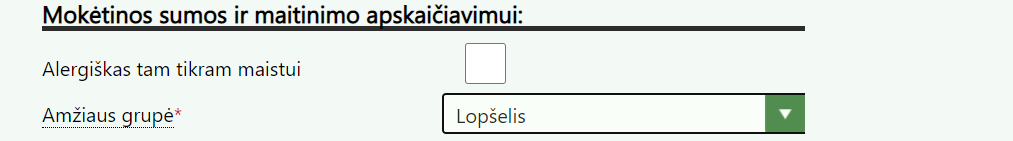 Mokėtinos sumos ir maitinimo apskaičiavimui:
Alergiškas tam tikram maistui
Amžiaus grupė* Lopšelis